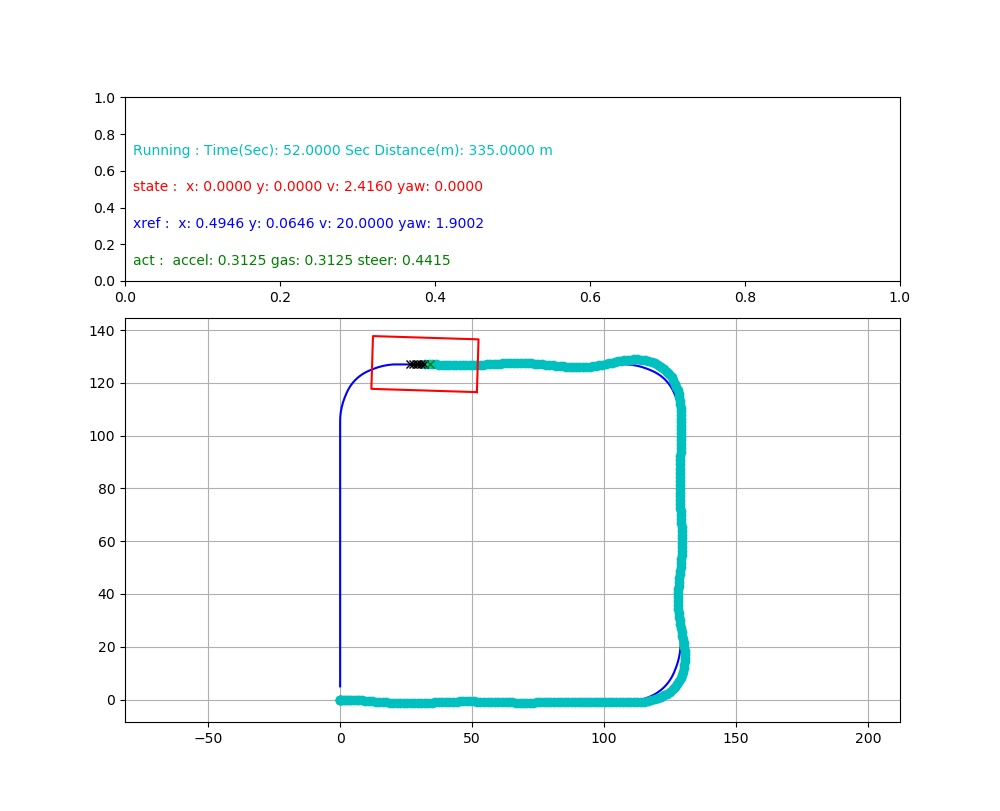 1.0
0.8
Running : Time(Sec): 52.0000 Sec Distance(m): 335.0000 m
0.6
state :  x: 0.0000 y: 0.0000 v: 2.4160 yaw: 0.0000
0.4
xref :  x: 0.4946 y: 0.0646 v: 20.0000 yaw: 1.9002
0.2
act :  accel: 0.3125 gas: 0.3125 steer: 0.4415
0.0
0.0 0.2 0.4 0.6 0.8 1.0
140
120
100
80
60
40
20
0
−50 0 50 100 150 200